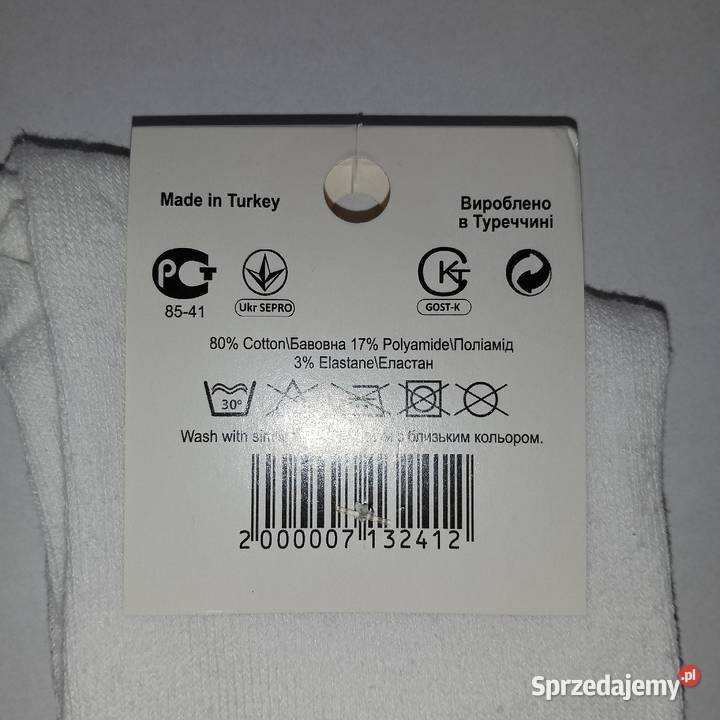 Made in Turkey
Вироблено
в Туреччині
РСТ
85-41
Ukr SEPRO
GOST-K
80% Cotton\Бавовна 17% Polyamide\Поліамід
3% Elastane\Еластан
30°
Wash with з близьким кольором.
2 000007 132412
Sprzedajemy.pl